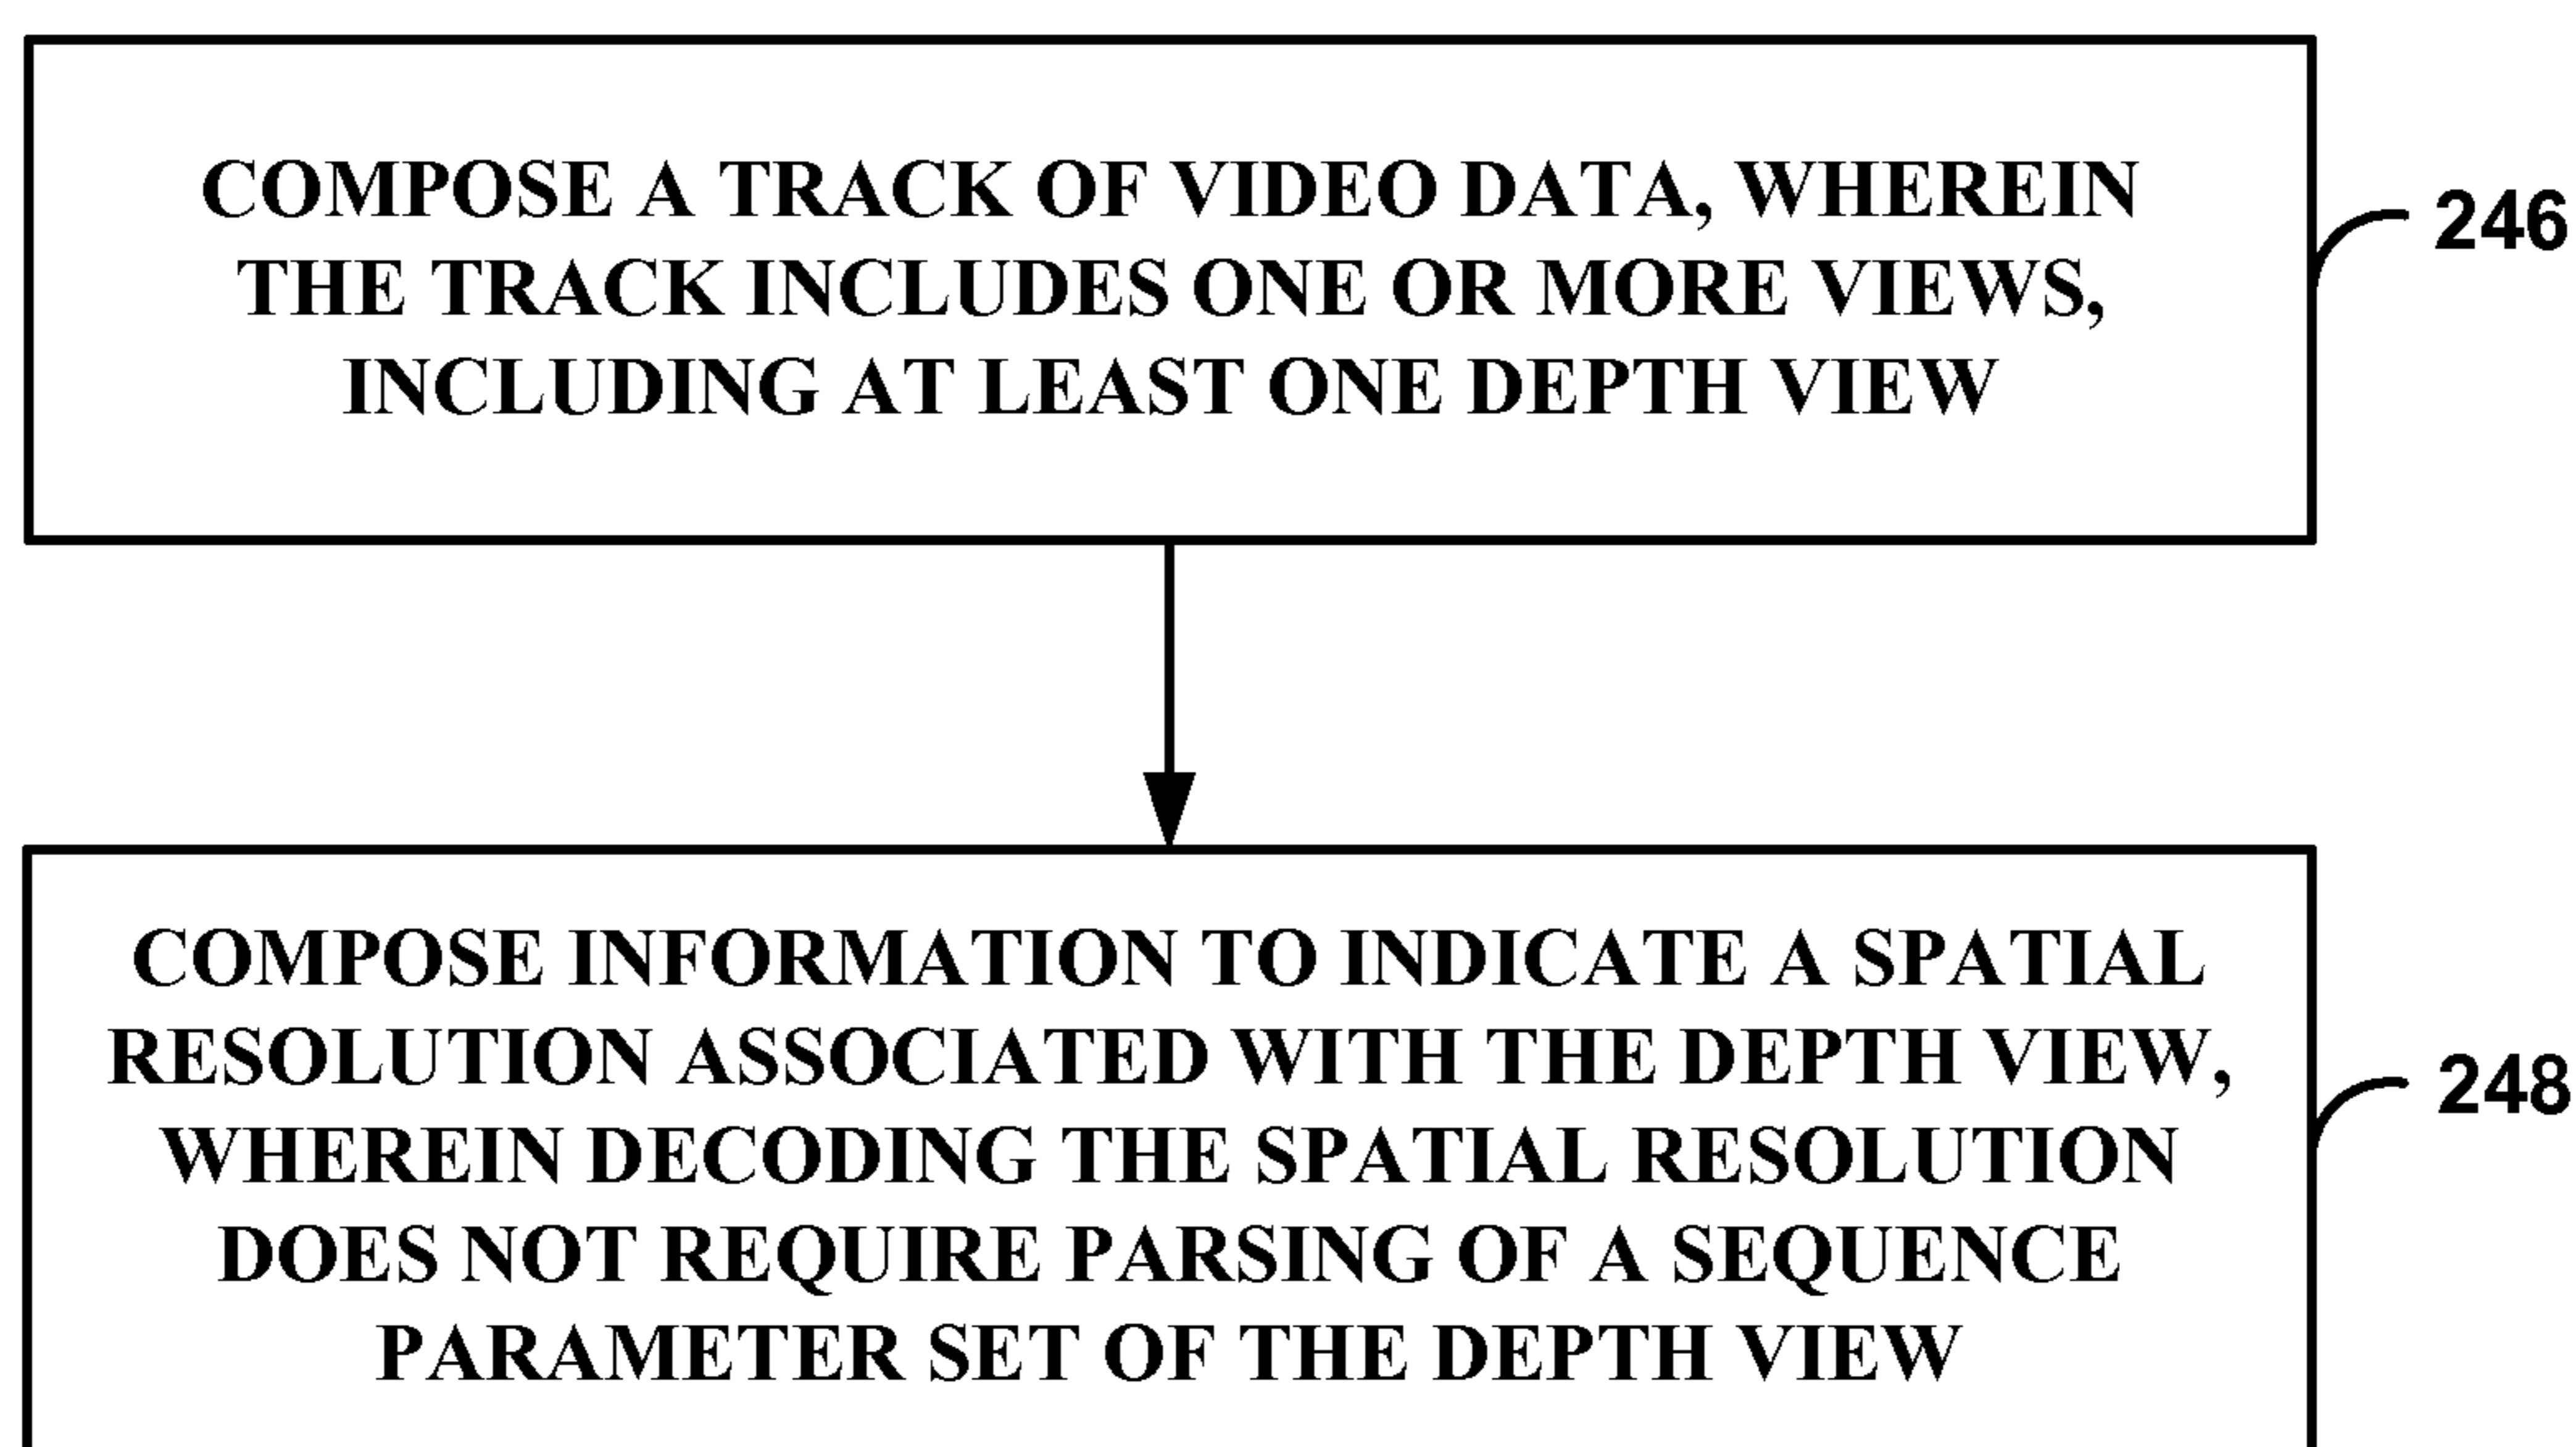 COMPOSE A TRACK OF VIDEO DATA, WHEREIN
THE TRACK INCLUDES ONE OR MORE VIEWS,
INCLUDING AT LEAST ONE DEPTH VIEW
246
COMPOSE INFORMATION TO INDICATE A SPATIAL
RESOLUTION ASSOCIATED WITH THE DEPTH VIEW,
WHEREIN DECODING THE SPATIAL RESOLUTION
DOES NOT REQUIRE PARSING OF A SEQUENCE
PARAMETER SET OF THE DEPTH VIEW
248